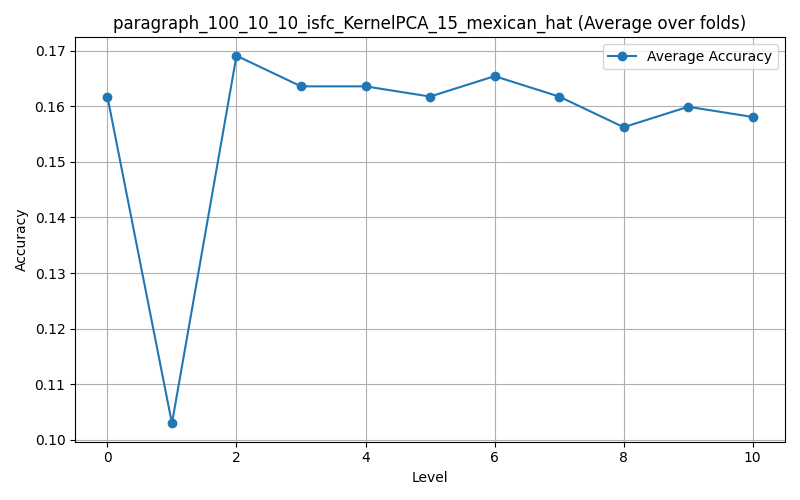 paragraph_100_10_10_isfc_KernelPCA_15_mexican_hat (Average over folds)
Average Accuracy
Accuracy
0.17
0.16
0.15
0.14
0.13
0.12
0.11
0.10
0 2 4 6 8 10
Level